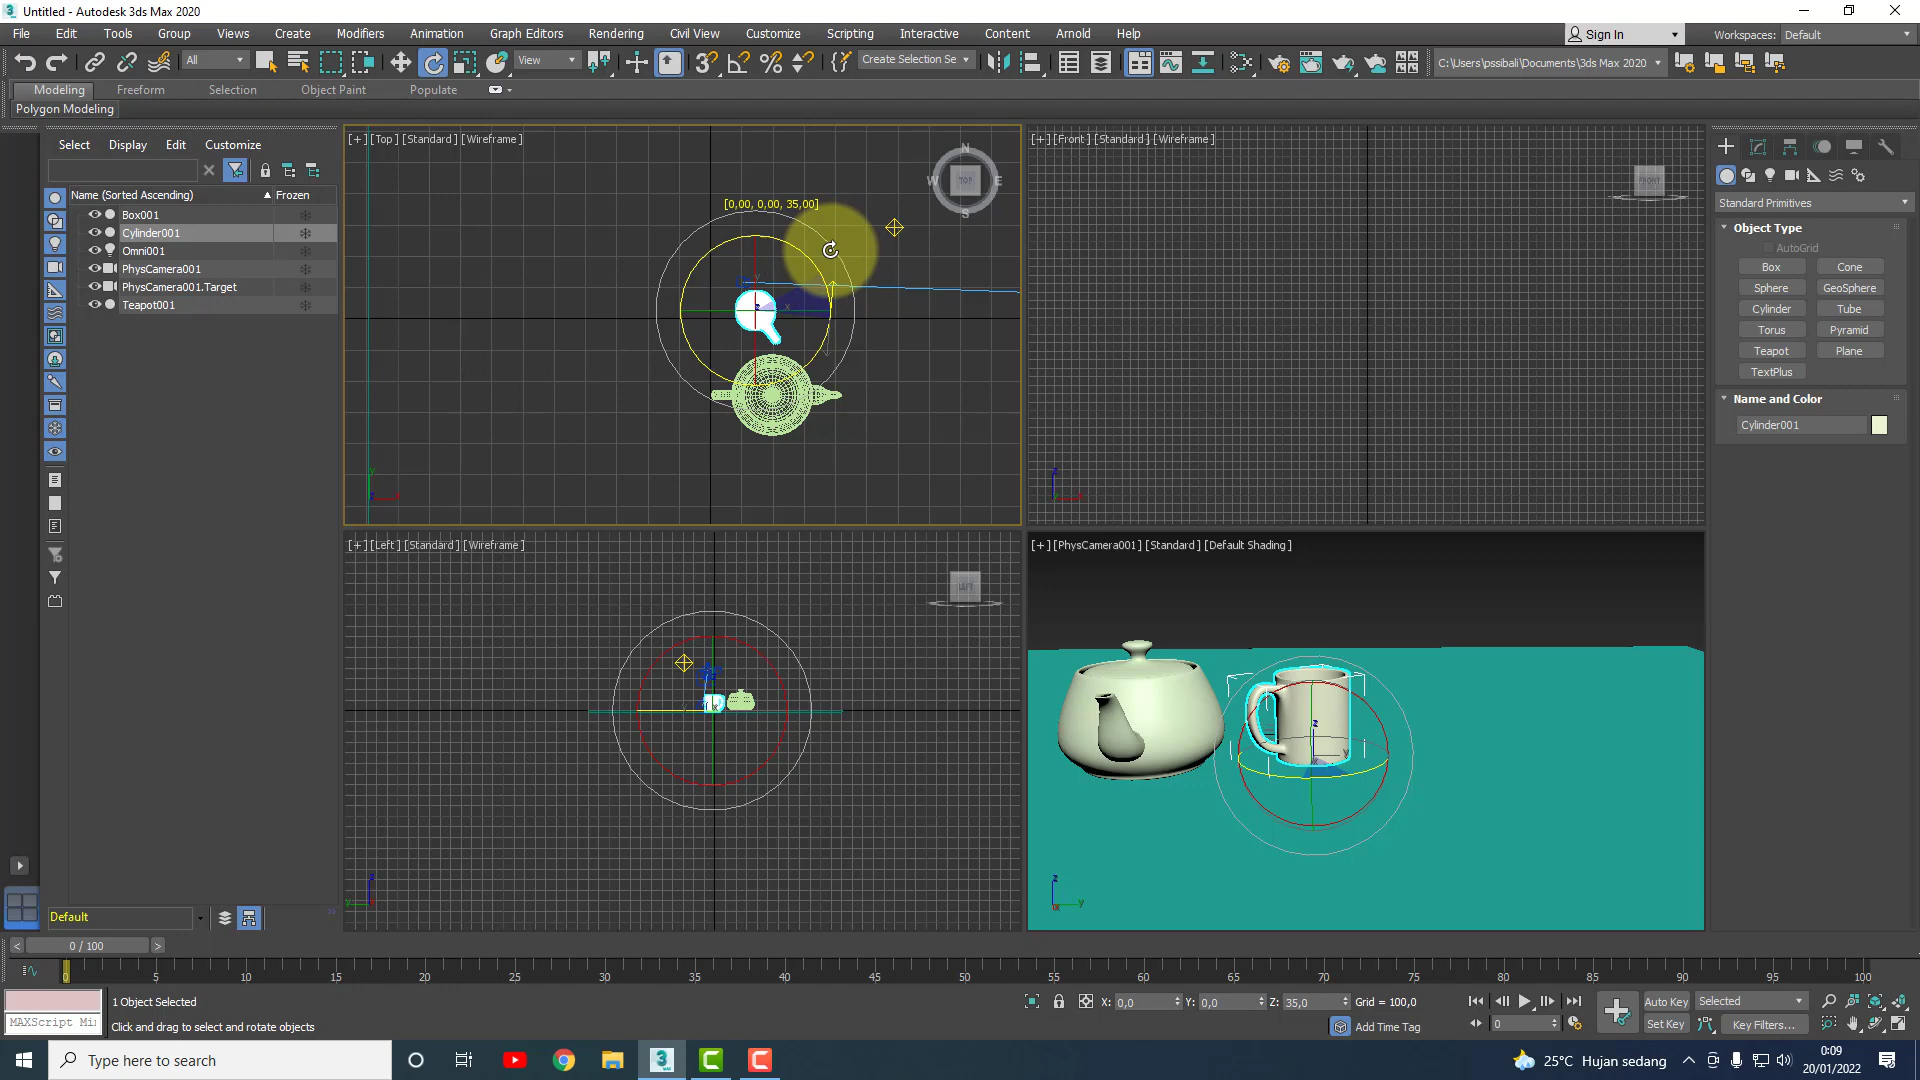 Untitled - Autodesk 3ds Max 2020
File Edit Tools Group Views Create Modifiers Animation Graph Editors Rendering Civil View Customize Scripting Interactive Content Arnold Help
Sign In
Workspaces: Default
All
View
Create Selection Se
C:\Users\pssibali\Documents\3ds Max 2020
Modeling Freeform Selection Object Paint Populate
Polygon Modeling
Select Display Edit Customize
Name (Sorted Ascending) Frozen
Box001
Cylinder001
Omni001
PhysCamera001
PhysCamera001.Target
Teapot001
Default
[+] [Top] [Standard] [Wireframe]
[0,00, 0,00, 35,00]
N
W TOP E
S
y
x
[+] [Front] [Standard] [Wireframe]
FRONT
z
[+] [Left] [Standard] [Wireframe]
LEFT
z
y
[+] [PhysCamera001] [Standard] [Default Shading]
z
y
z
y
Standard Primitives
Object Type
AutoGrid
Box Cone
Sphere GeoSphere
Cylinder Tube
Torus Pyramid
Teapot Plane
TextPlus
Name and Color
Cylinder001
< 0 / 100 >
0 5 10 15 20 25 30 35 40 45 50 55 60 65 70 75 80 85 90 95 100
MAXScript Mi
1 Object Selected
Click and drag to select and rotate objects
X: 0,0 Y: 0,0 Z: 35,0 Grid = 100,0
Add Time Tag
0
Auto Key Selected
Set Key Key Filters...
Type here to search
25°C Hujan sedang
0:09
20/01/2022